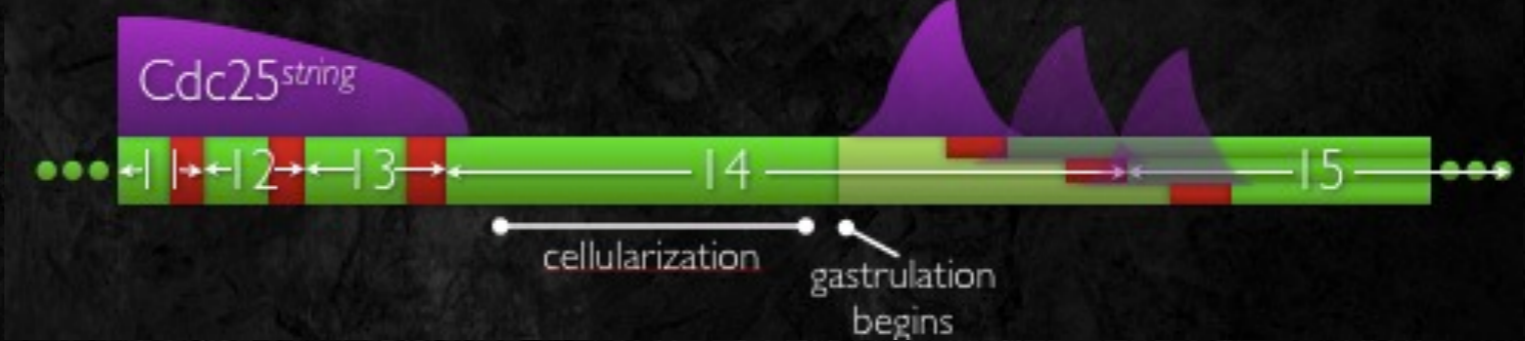 Cdc25string
11 12 13 14 15
cellularization
gastrulation
begins